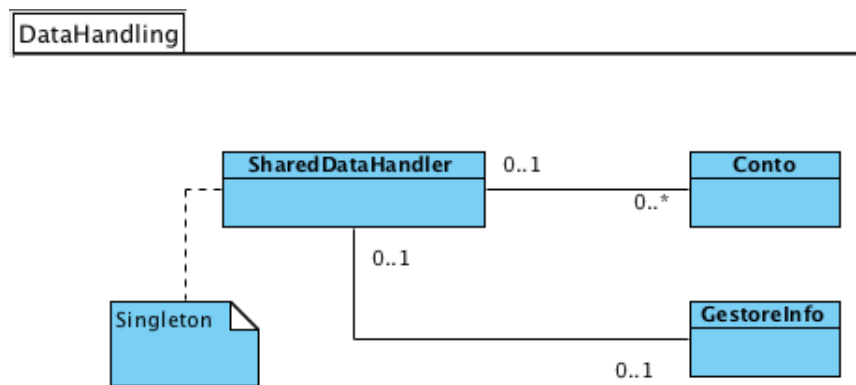 DataHandling
SharedDataHandler
0..1
Conto
0..*
0..1
Singleton
GestoreInfo
0..1